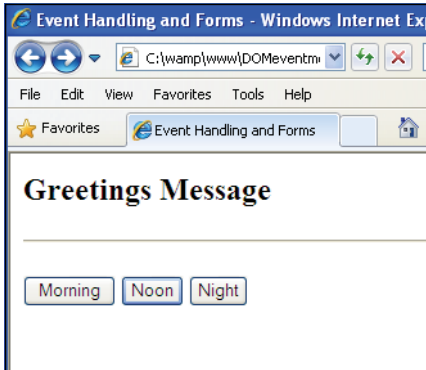 Event Handling and Forms - Windows Internet Ex
C:\wamp\www\DOMeventm
File Edit View Favorites Tools Help
Favorites Event Handling and Forms
Greetings Message
Morning Noon Night